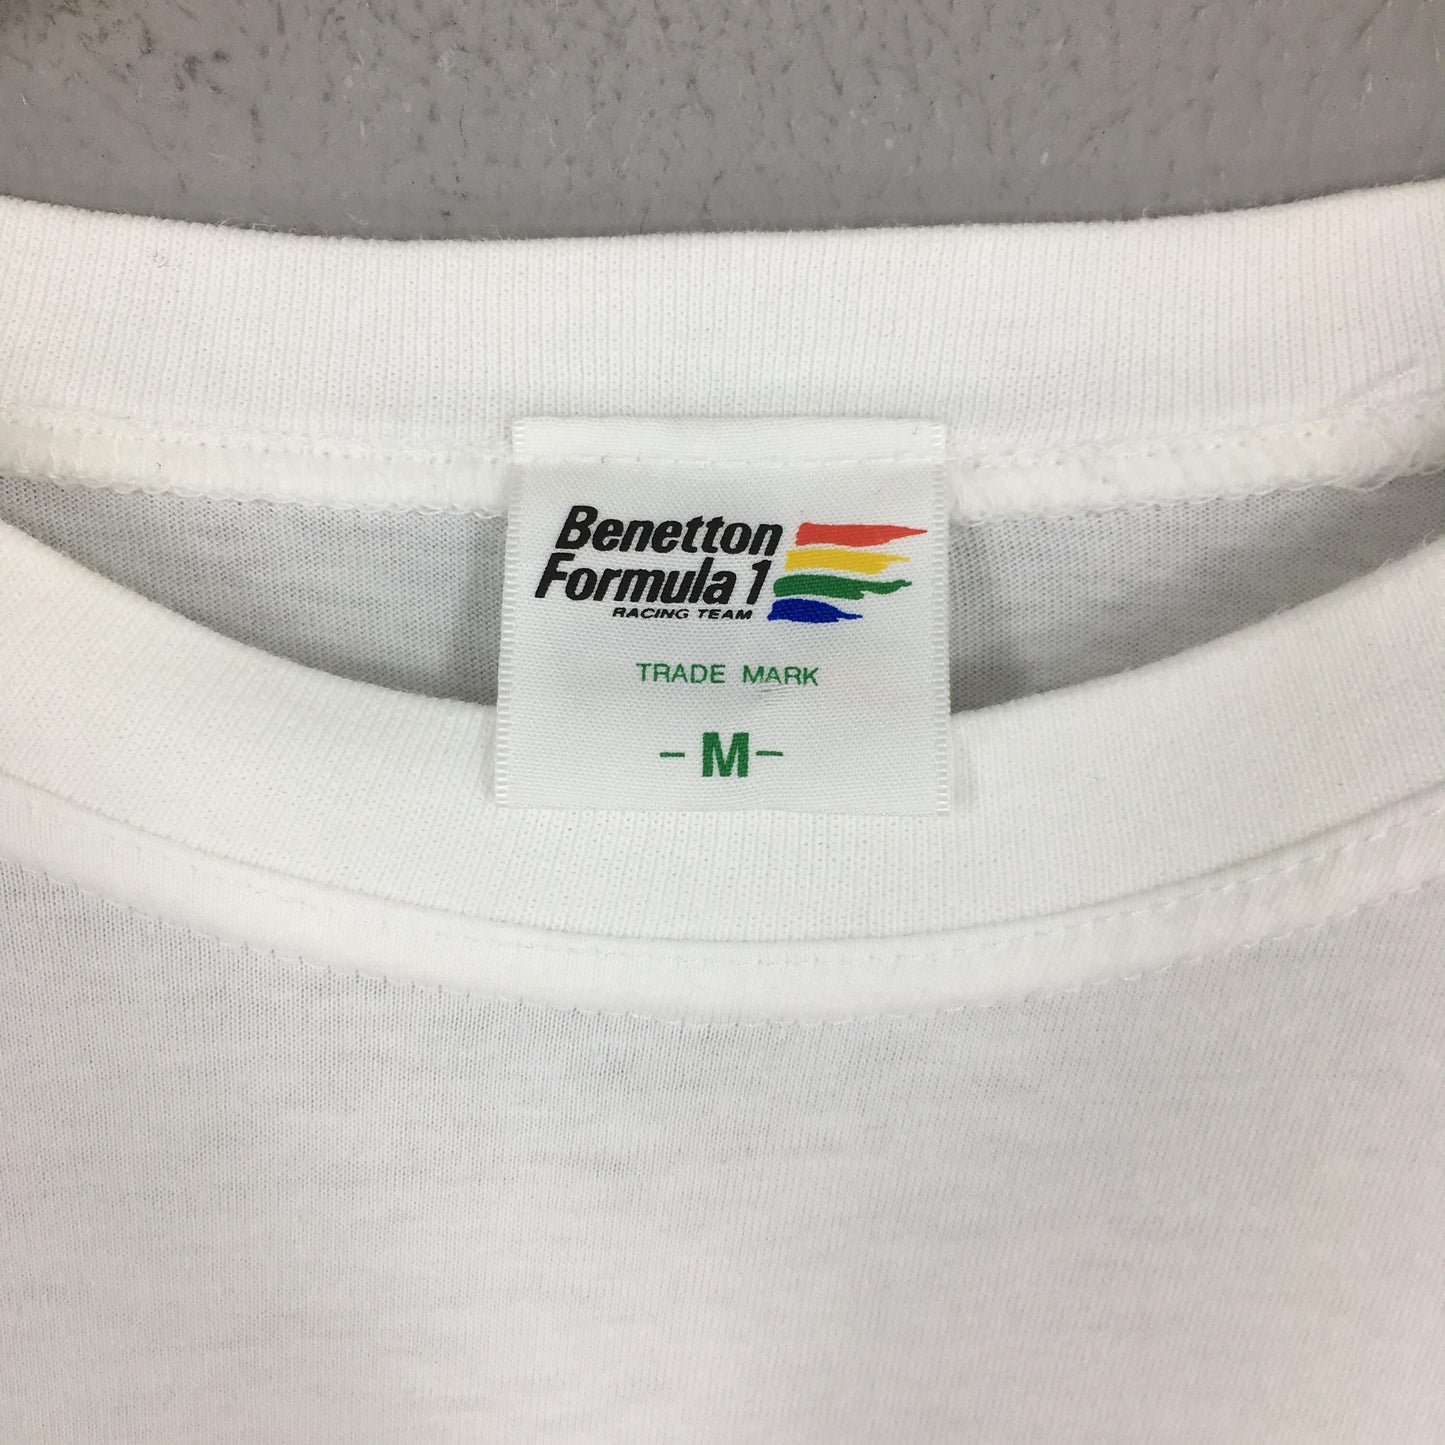 Benetton
Formula 1
RACING TEAM
TRADE MARK
-M-